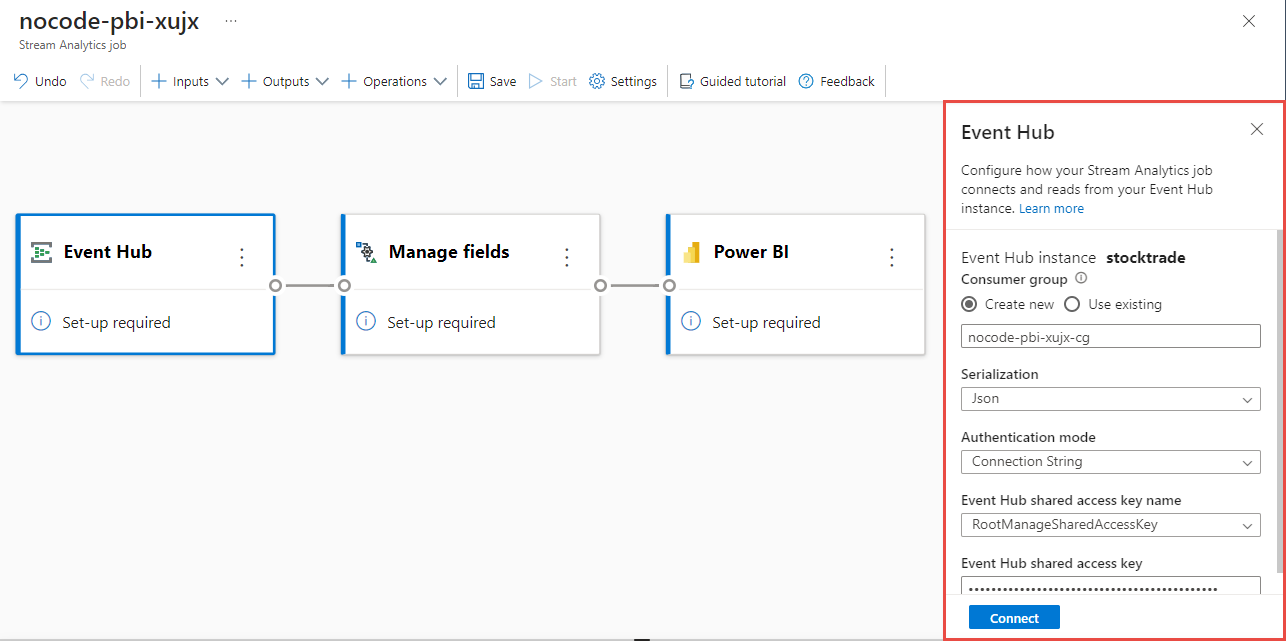 nocode-pbi-xujx ...
Stream Analytics job
Undo Redo Inputs Outputs Operations Save Start Settings Guided tutorial Feedback
Event Hub
Set-up required
Manage fields
Set-up required
Power BI
Set-up required
Event Hub
Configure how your Stream Analytics job
connects and reads from your Event Hub
instance. Learn more
Event Hub instance stocktrade
Consumer group
Create new Use existing
nocode-pbi-xujx-cg
Serialization
Json
Authentication mode
Connection String
Event Hub shared access key name
RootManageSharedAccessKey
Event Hub shared access key
Connect